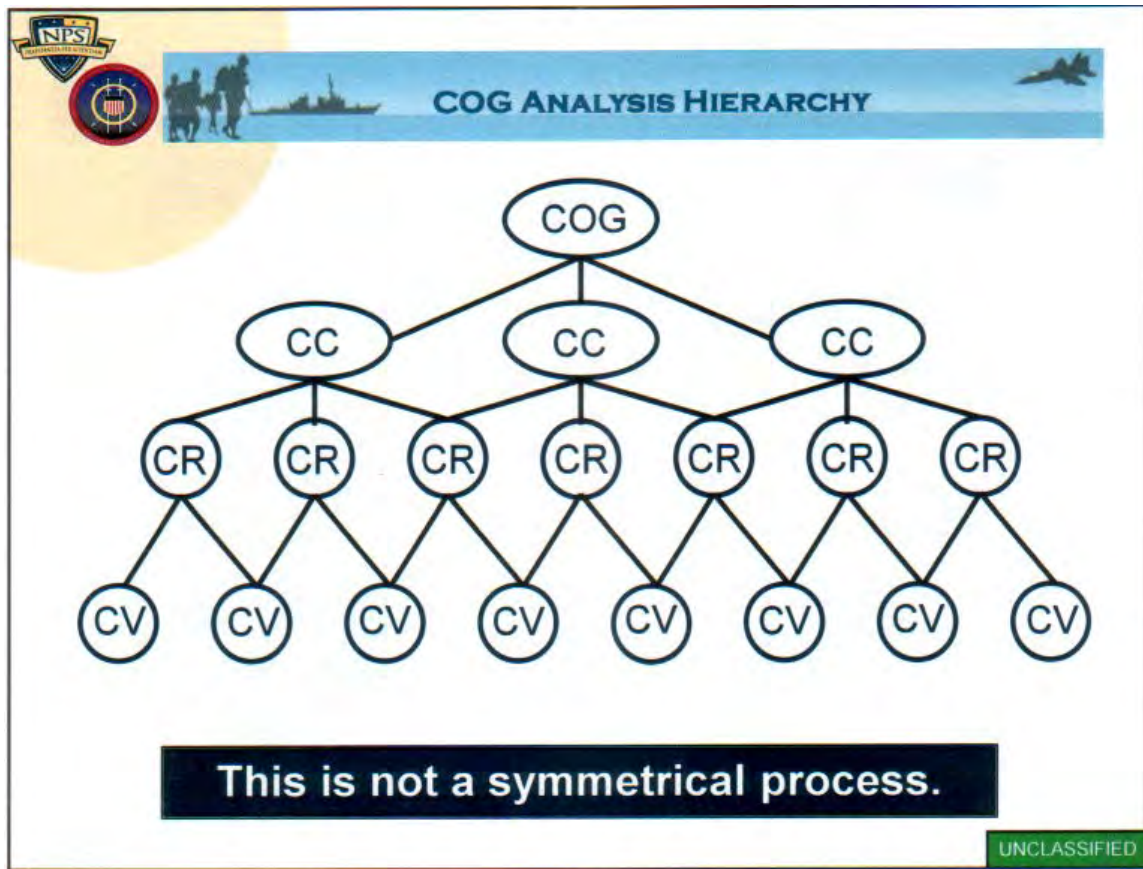 NPS
COG ANALYSIS HIERARCHY
COG
CC CC CC
CR CR CR CR CR CR CR
CV CV CV CV CV CV CV CV
This is not a symmetrical process.
UNCLASSIFIED